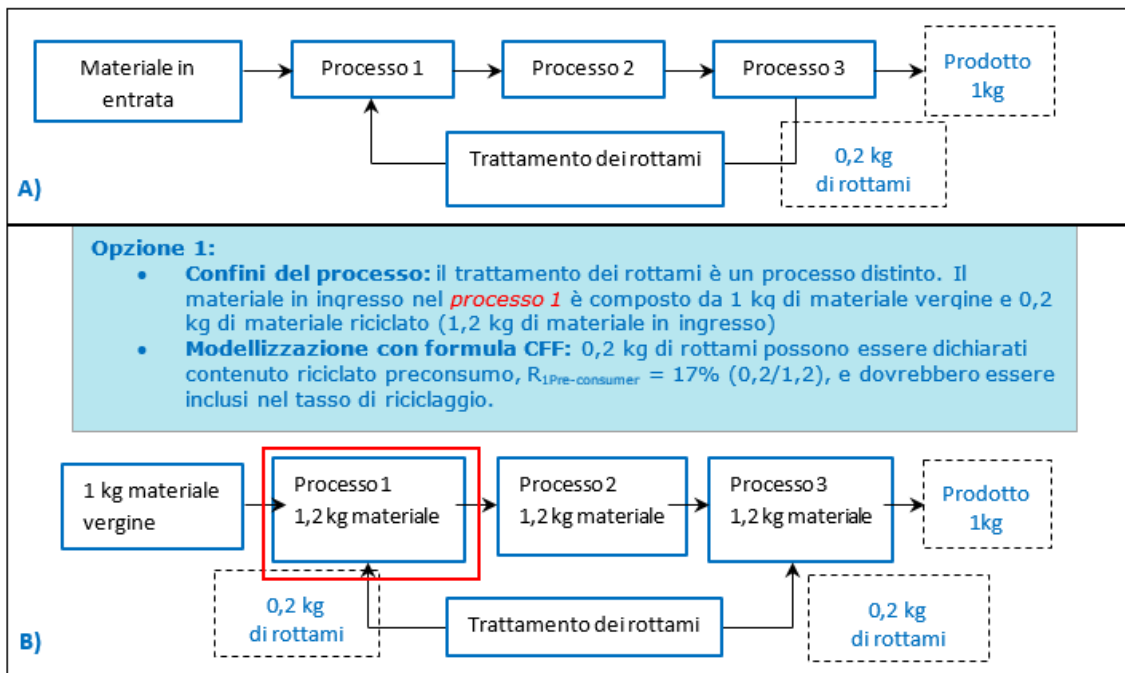 Materiale in
entrata
Processo 1
Processo 2
Processo 3
Prodotto
1kg
Trattamento dei rottami
0,2 kg
di rottami
A)
Opzione 1:
• Confini del processo: il trattamento dei rottami è un processo distinto. Il
materiale in ingresso nel processo 1 è composto da 1 kg di materiale vergine e 0,2
kg di materiale riciclato (1,2 kg di materiale in ingresso)
• Modellizzazione con formula CFF: 0,2 kg di rottami possono essere dichiarati
contenuto riciclato preconsumo, R1Pre-consumer = 17% (0,2/1,2), e dovrebbero essere
inclusi nel tasso di riciclaggio.
1 kg materiale
vergine
Processo 1
1,2 kg materiale
Processo 2
1,2 kg materiale
Processo 3
1,2 kg materiale
Prodotto
1kg
0,2 kg
di rottami
Trattamento dei rottami
0,2 kg
di rottami
B)